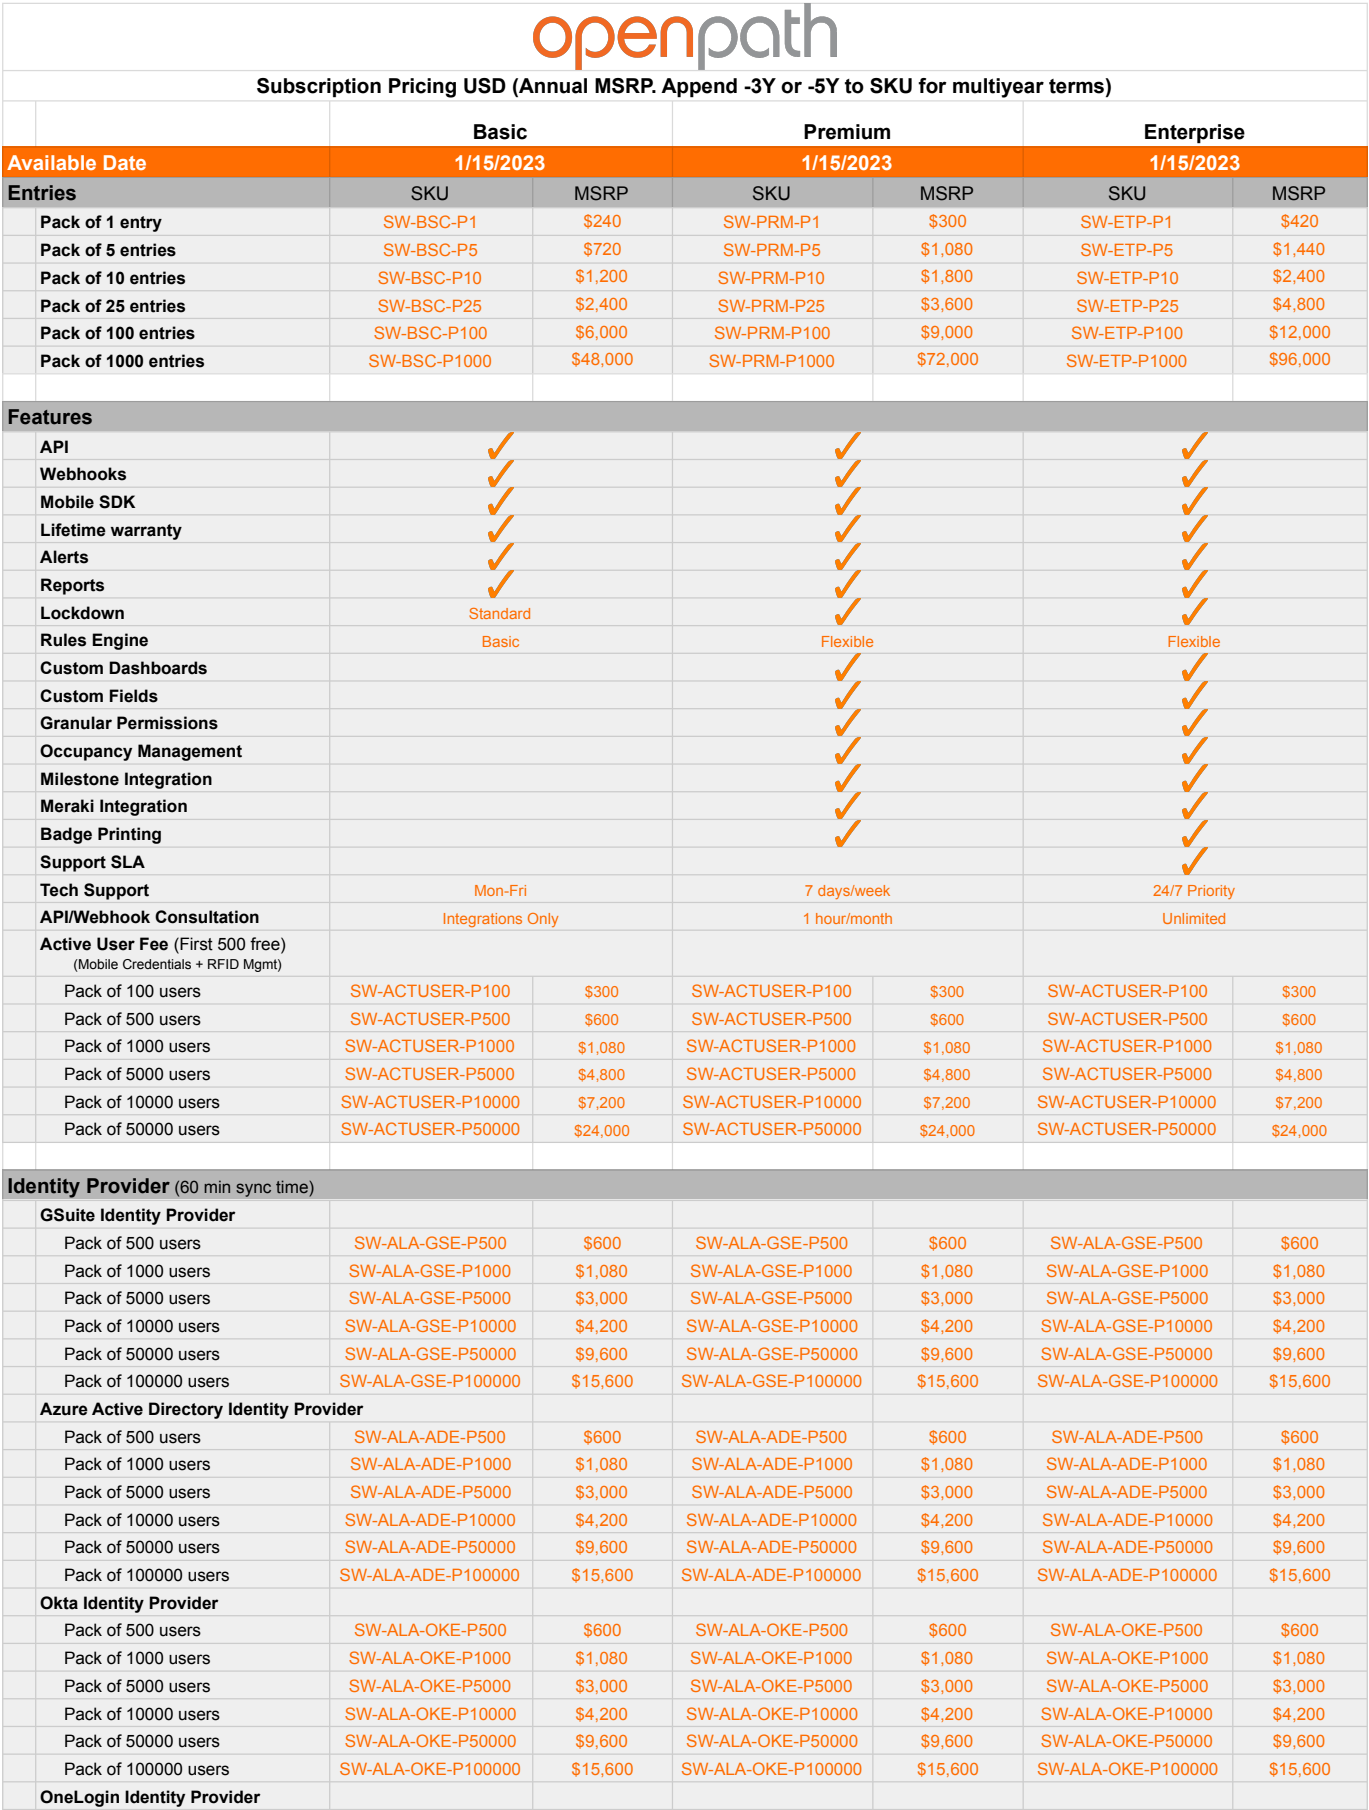 openpath
Subscription Pricing USD (Annual MSRP. Append -3Y or -5Y to SKU for multiyear terms)
Basic Premium Enterprise
Available Date 1/15/2023 1/15/2023 1/15/2023
Entries SKU MSRP SKU MSRP SKU MSRP
Pack of 1 entry SW-BSC-P1 $240 SW-PRM-P1 $300 SW-ETP-P1 $420
Pack of 5 entries SW-BSC-P5 $720 SW-PRM-P5 $1,080 SW-ETP-P5 $1,440
Pack of 10 entries SW-BSC-P10 $1,200 SW-PRM-P10 $1,800 SW-ETP-P10 $2,400
Pack of 25 entries SW-BSC-P25 $2,400 SW-PRM-P25 $3,600 SW-ETP-P25 $4,800
Pack of 100 entries SW-BSC-P100 $6,000 SW-PRM-P100 $9,000 SW-ETP-P100 $12,000
Pack of 1000 entries SW-BSC-P1000 $48,000 SW-PRM-P1000 $72,000 SW-ETP-P1000 $96,000
Features
API ✓ ✓ ✓
Webhooks ✓ ✓ ✓
Mobile SDK ✓ ✓ ✓
Lifetime warranty ✓ ✓ ✓
Alerts ✓ ✓ ✓
Reports ✓ ✓ ✓
Lockdown Standard ✓ ✓
Rules Engine Basic Flexible Flexible
Custom Dashboards ✓ ✓
Custom Fields ✓ ✓
Granular Permissions ✓ ✓
Occupancy Management ✓ ✓
Milestone Integration ✓ ✓
Meraki Integration ✓ ✓
Badge Printing ✓ ✓
Support SLA ✓
Tech Support Mon-Fri 7 days/week 24/7 Priority
API/Webhook Consultation Integrations Only 1 hour/month Unlimited
Active User Fee (First 500 free)
(Mobile Credentials + RFID Mgmt)
Pack of 100 users SW-ACTUSER-P100 $300 SW-ACTUSER-P100 $300 SW-ACTUSER-P100 $300
Pack of 500 users SW-ACTUSER-P500 $600 SW-ACTUSER-P500 $600 SW-ACTUSER-P500 $600
Pack of 1000 users SW-ACTUSER-P1000 $1,080 SW-ACTUSER-P1000 $1,080 SW-ACTUSER-P1000 $1,080
Pack of 5000 users SW-ACTUSER-P5000 $4,800 SW-ACTUSER-P5000 $4,800 SW-ACTUSER-P5000 $4,800
Pack of 10000 users SW-ACTUSER-P10000 $7,200 SW-ACTUSER-P10000 $7,200 SW-ACTUSER-P10000 $7,200
Pack of 50000 users SW-ACTUSER-P50000 $24,000 SW-ACTUSER-P50000 $24,000 SW-ACTUSER-P50000 $24,000
Identity Provider (60 min sync time)
GSuite Identity Provider
Pack of 500 users SW-ALA-GSE-P500 $600 SW-ALA-GSE-P500 $600 SW-ALA-GSE-P500 $600
Pack of 1000 users SW-ALA-GSE-P1000 $1,080 SW-ALA-GSE-P1000 $1,080 SW-ALA-GSE-P1000 $1,080
Pack of 5000 users SW-ALA-GSE-P5000 $3,000 SW-ALA-GSE-P5000 $3,000 SW-ALA-GSE-P5000 $3,000
Pack of 10000 users SW-ALA-GSE-P10000 $4,200 SW-ALA-GSE-P10000 $4,200 SW-ALA-GSE-P10000 $4,200
Pack of 50000 users SW-ALA-GSE-P50000 $9,600 SW-ALA-GSE-P50000 $9,600 SW-ALA-GSE-P50000 $9,600
Pack of 100000 users SW-ALA-GSE-P100000 $15,600 SW-ALA-GSE-P100000 $15,600 SW-ALA-GSE-P100000 $15,600
Azure Active Directory Identity Provider
Pack of 500 users SW-ALA-ADE-P500 $600 SW-ALA-ADE-P500 $600 SW-ALA-ADE-P500 $600
Pack of 1000 users SW-ALA-ADE-P1000 $1,080 SW-ALA-ADE-P1000 $1,080 SW-ALA-ADE-P1000 $1,080
Pack of 5000 users SW-ALA-ADE-P5000 $3,000 SW-ALA-ADE-P5000 $3,000 SW-ALA-ADE-P5000 $3,000
Pack of 10000 users SW-ALA-ADE-P10000 $4,200 SW-ALA-ADE-P10000 $4,200 SW-ALA-ADE-P10000 $4,200
Pack of 50000 users SW-ALA-ADE-P50000 $9,600 SW-ALA-ADE-P50000 $9,600 SW-ALA-ADE-P50000 $9,600
Pack of 100000 users SW-ALA-ADE-P100000 $15,600 SW-ALA-ADE-P100000 $15,600 SW-ALA-ADE-P100000 $15,600
Okta Identity Provider
Pack of 500 users SW-ALA-OKE-P500 $600 SW-ALA-OKE-P500 $600 SW-ALA-OKE-P500 $600
Pack of 1000 users SW-ALA-OKE-P1000 $1,080 SW-ALA-OKE-P1000 $1,080 SW-ALA-OKE-P1000 $1,080
Pack of 5000 users SW-ALA-OKE-P5000 $3,000 SW-ALA-OKE-P5000 $3,000 SW-ALA-OKE-P5000 $3,000
Pack of 10000 users SW-ALA-OKE-P10000 $4,200 SW-ALA-OKE-P10000 $4,200 SW-ALA-OKE-P10000 $4,200
Pack of 50000 users SW-ALA-OKE-P50000 $9,600 SW-ALA-OKE-P50000 $9,600 SW-ALA-OKE-P50000 $9,600
Pack of 100000 users SW-ALA-OKE-P100000 $15,600 SW-ALA-OKE-P100000 $15,600 SW-ALA-OKE-P100000 $15,600
OneLogin Identity Provider